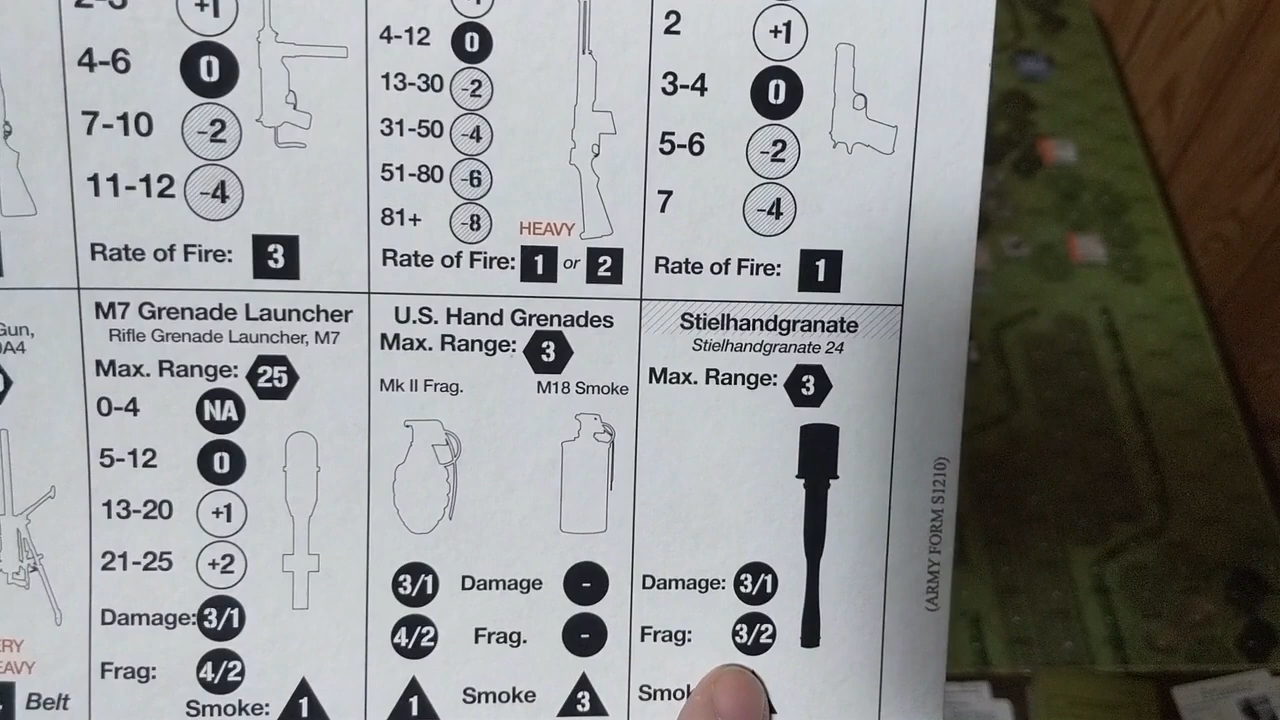 +1
4-6 0
7-10 -2
11-12 -4
Rate of Fire: 3
4-12 0
13-30 -2
31-50 -4
51-80 -6
81+ -8
HEAVY
Rate of Fire: 1 or 2
2 +1
3-4 0
5-6 -2
7 -4
Rate of Fire: 1
Gun,
Belt
M7 Grenade Launcher
Rifle Grenade Launcher, M7
Max. Range: 25
0-4 NA
5-12 0
13-20 +1
21-25 +2
Damage: 3/1
Frag: 4/2
Smoke: 1
U.S. Hand Grenades
Max. Range: 3
Mk II Frag. M18 Smoke
3/1 Damage -
4/2 Frag. -
1 Smoke 3
Stielhandgranate
Stielhandgranate 24
Max. Range: 3
Damage: 3/1
Frag: 3/2
(ARMY FORM S1210)